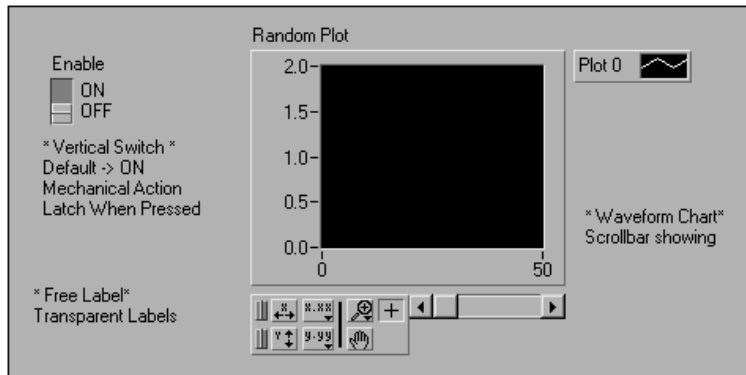 Random Plot
Enable
ON
OFF
* Vertical Switch *
Default -> ON
Mechanical Action
Latch When Pressed
* Free Label*
Transparent Labels
2.0
1.5
1.0
0.5
0.0
0
50
Plot 0
* Waveform Chart*
Scrollbar showing
X
x.xx
Y
y.yy